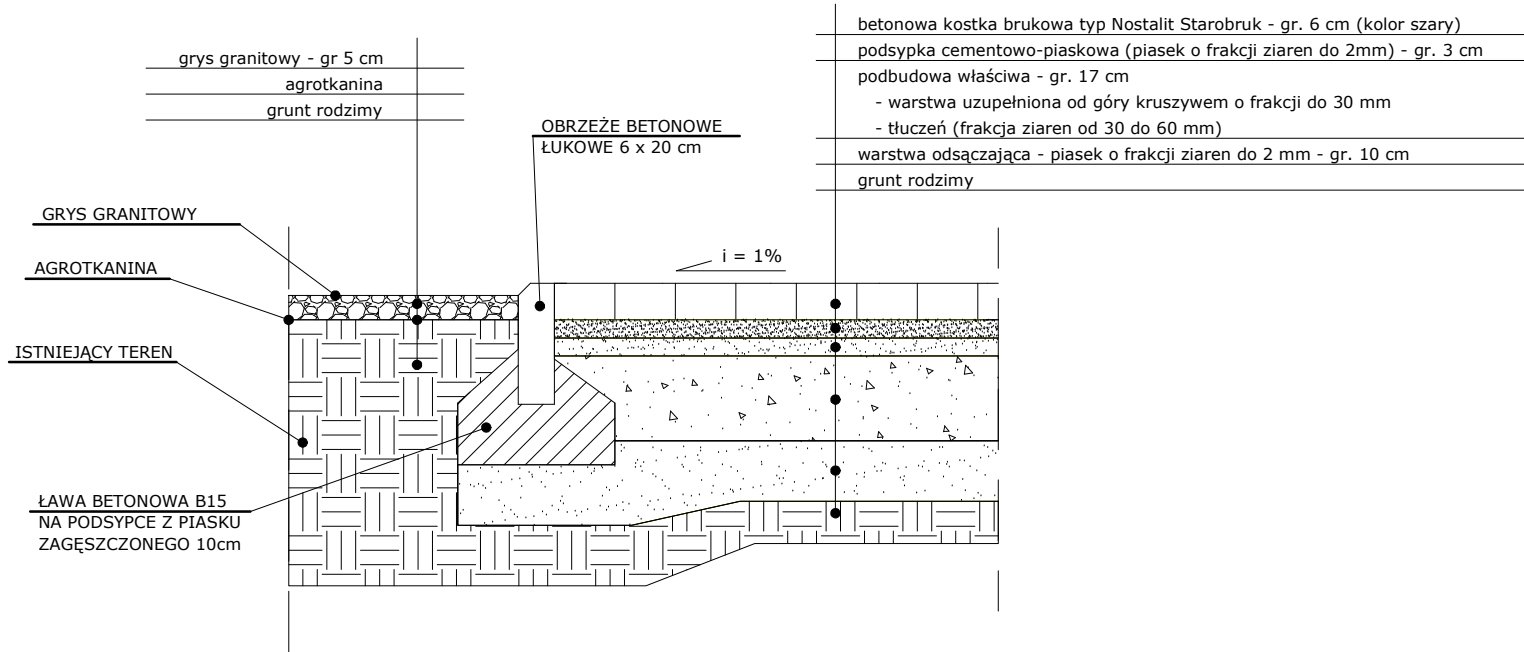 betonowa kostka brukowa typ Nostalit Starobruk - gr. 6 cm (kolor szary)
podsypka cementowo-piaskowa (piasek o frakcji ziaren do 2mm) - gr. 3 cm
podbudowa właściwa - gr. 17 cm
- warstwa uzupełniona od góry kruszywem o frakcji do 30 mm
- tłuczeń (frakcja ziaren od 30 do 60 mm)
warstwa odsączająca - piasek o frakcji ziaren do 2 mm - gr. 10 cm
grunt rodzimy
grys granitowy - gr 5 cm
agrotkanina
grunt rodzimy
OBRZEŻE BETONOWE
ŁUKOWE 6 x 20 cm
GRYS GRANITOWY
i = 1%
AGROTKANINA
ISTNIEJĄCY TEREN
ŁAWA BETONOWA B15
NA PODSYPCE Z PIASKU
ZAGĘSZCZONEGO 10cm